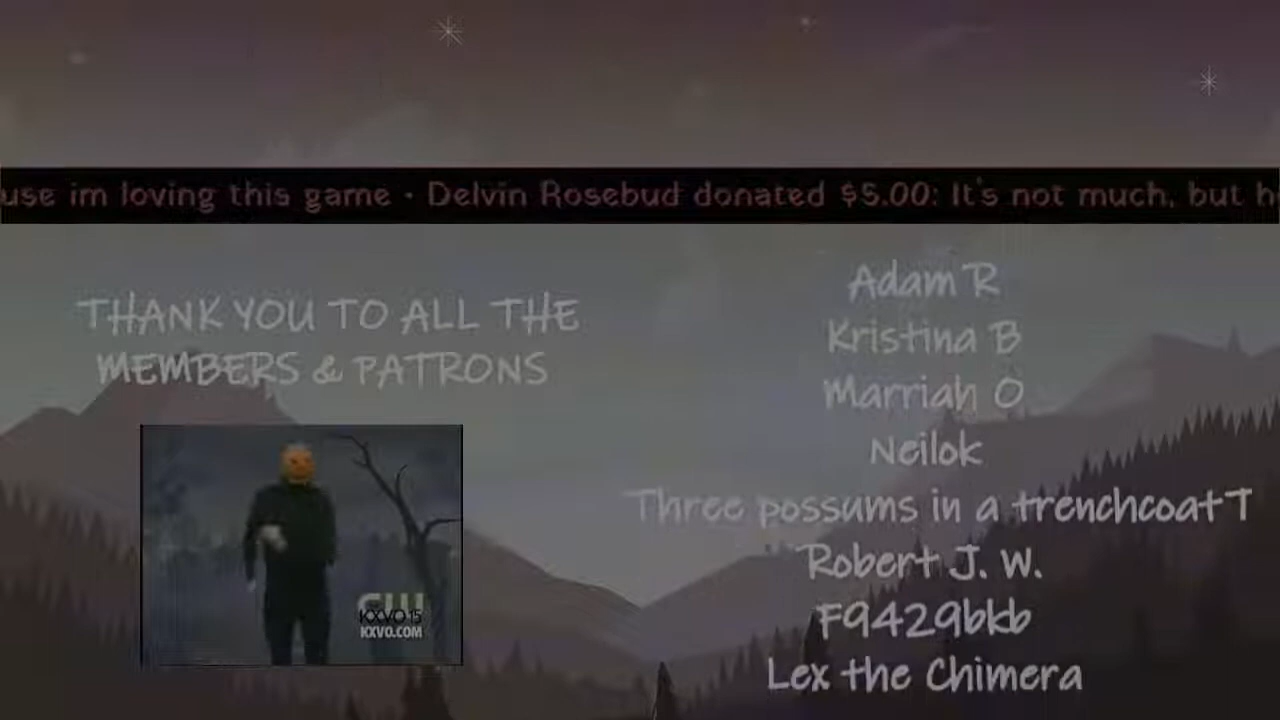 use im loving this game • Delvin Rosebud donated $5.00: It's not much, but h
THANK YOU TO ALL THE
MEMBERS & PATRONS
Adam R
Kristina B
Marriah O
Neilok
Three possums in a trenchcoatT
Robert J. W.
F9429bkb
Lex the Chimera
CW
KXVO 15
KXVO.COM